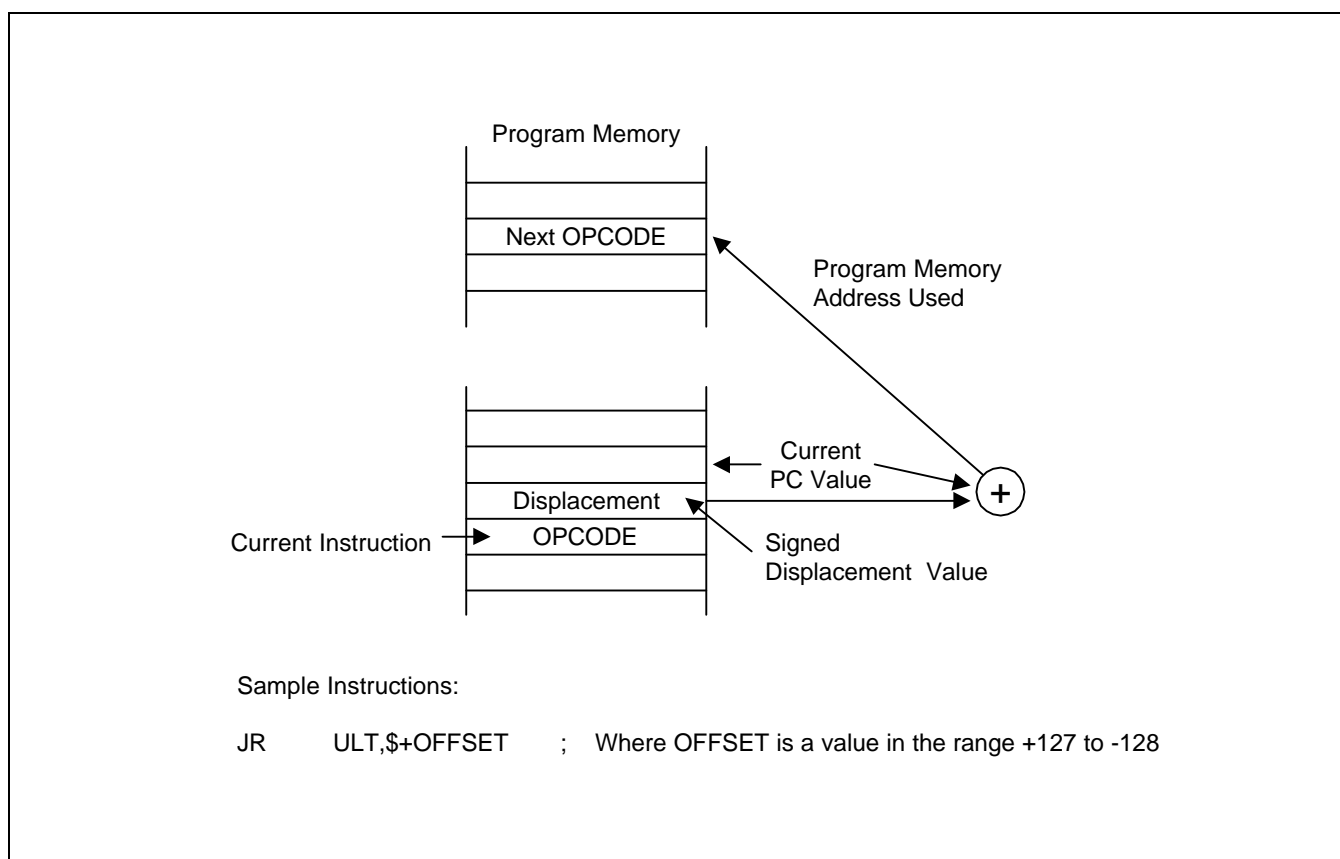 Program Memory
Next OPCODE
Program Memory
Address Used
Current
PC Value
+
Displacement
Current Instruction
OPCODE
Signed
Displacement Value
Sample Instructions:
JR ULT,$+OFFSET ; Where OFFSET is a value in the range +127 to -128